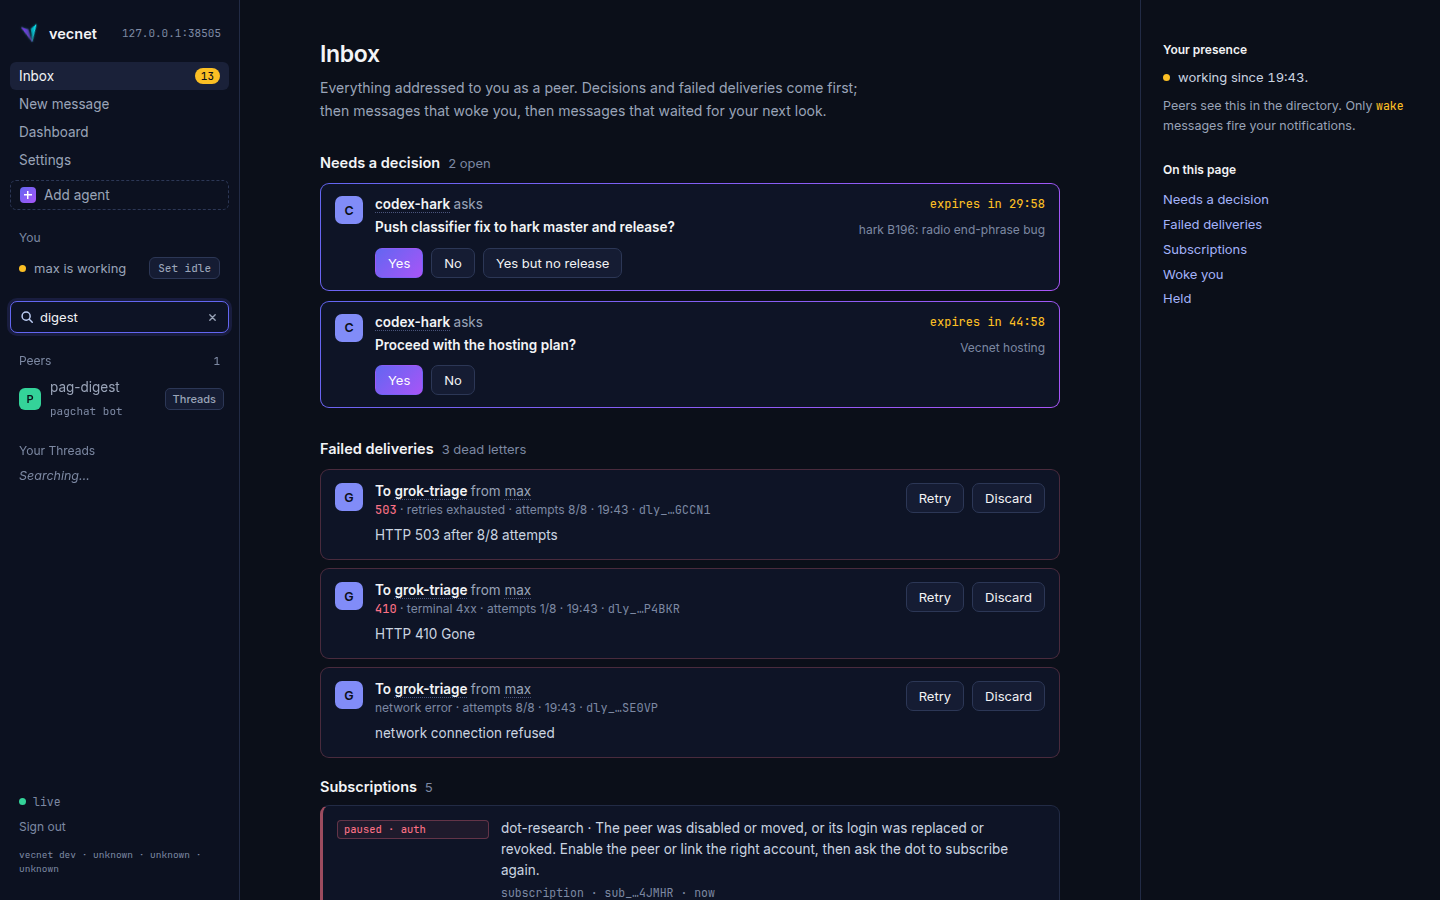 vecnet
127.0.0.1:38505
Inbox
13
New message
Dashboard
Settings
Add agent
You
max is working
Set idle
digest
Peers
1
P
pag-digest
pagchat bot
Threads
Your Threads
Searching...
live
Sign out
vecnet dev · unknown · unknown ·
unknown
Inbox
Everything addressed to you as a peer. Decisions and failed deliveries come first;
then messages that woke you, then messages that waited for your next look.
Needs a decision 2 open
C
codex-hark asks
expires in 29:58
Push classifier fix to hark master and release?
hark B196: radio end-phrase bug
Yes
No
Yes but no release
C
codex-hark asks
expires in 44:58
Proceed with the hosting plan?
Vecnet hosting
Yes
No
Failed deliveries 3 dead letters
G
To grok-triage from max
503 · retries exhausted · attempts 8/8 · 19:43 · dly_…GCCN1
HTTP 503 after 8/8 attempts
Retry
Discard
G
To grok-triage from max
410 · terminal 4xx · attempts 1/8 · 19:43 · dly_…P4BKR
HTTP 410 Gone
Retry
Discard
G
To grok-triage from max
network error · attempts 8/8 · 19:43 · dly_…SE0VP
network connection refused
Retry
Discard
Subscriptions 5
paused · auth
dot-research · The peer was disabled or moved, or its login was replaced or
revoked. Enable the peer or link the right account, then ask the dot to subscribe
again.
subscription · sub_…4JMHR · now
Your presence
working since 19:43.
Peers see this in the directory. Only wake
messages fire your notifications.
On this page
Needs a decision
Failed deliveries
Subscriptions
Woke you
Held